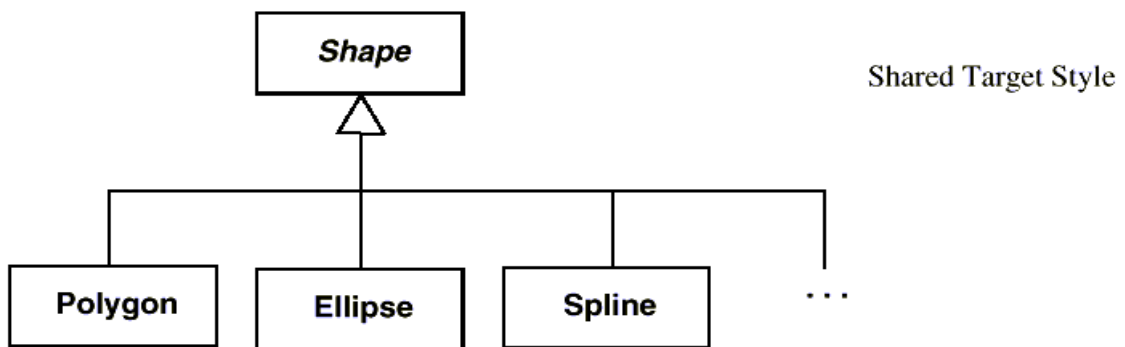 Shape
Shared Target Style
Polygon
Ellipse
Spline
. . .